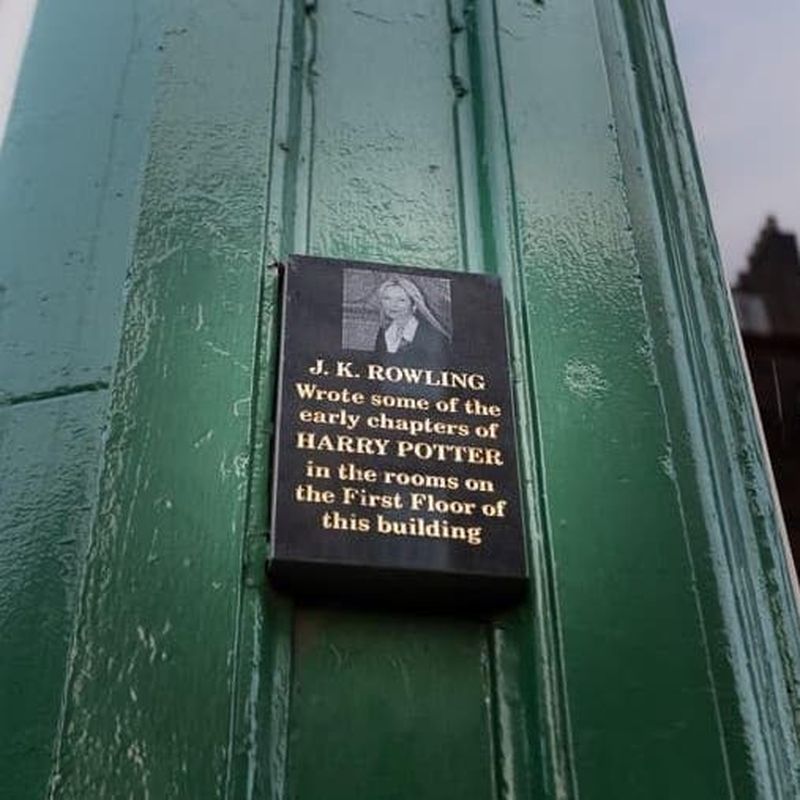 J. K. ROWLING
Wrote some of the
early chapters of
HARRY POTTER
in the rooms on
the First Floor of
this building